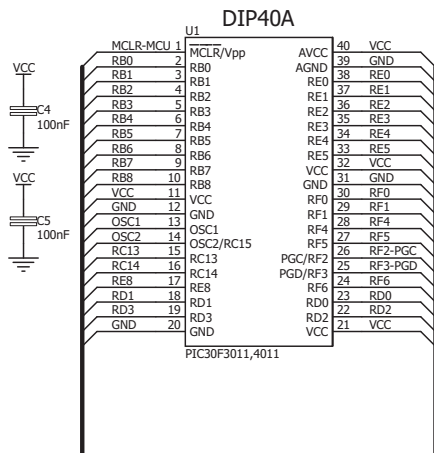 DIP40A
U1
MCLR-MCU 1 MCLR/Vpp AVCC 40 VCC
RB0 2 RB0 AGND 39 GND
RB1 3 RB1 RE0 38 RE0
RB2 4 RB2 RE1 37 RE1
RB3 5 RB3 RE2 36 RE2
RB4 6 RB4 RE3 35 RE3
RB5 7 RB5 RE4 34 RE4
RB6 8 RB6 RE5 33 RE5
RB7 9 RB7 VCC 32 VCC
RB8 10 RB8 GND 31 GND
VCC 11 VCC RF0 30 RF0
GND 12 GND RF1 29 RF1
OSC1 13 OSC1 RF4 28 RF4
OSC2 14 OSC2/RC15 RF5 27 RF5
RC13 15 RC13 PGC/RF2 26 RF2-PGC
RC14 16 RC14 PGD/RF3 25 RF3-PGD
RE8 17 RE8 RF6 24 RF6
RD1 18 RD1 RD0 23 RD0
RD3 19 RD3 RD2 22 RD2
GND 20 GND VCC 21 VCC
PIC30F3011,4011
VCC
C4
100nF
VCC
C5
100nF